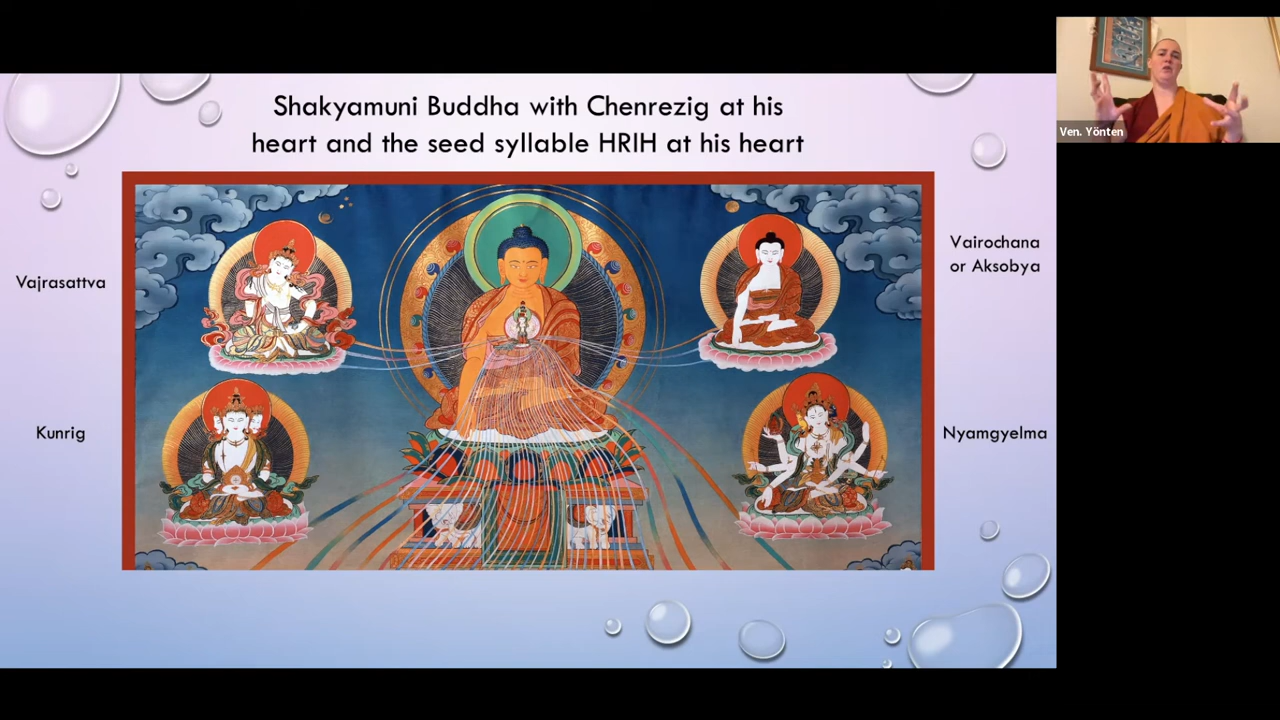 Shakyamuni Buddha with Chenrezig at his
heart and the seed syllable HRIH at his heart
Vajrasattva
Vairochana
or Aksobya
Kunrig
Nyamgyelma
Ven. Yönten